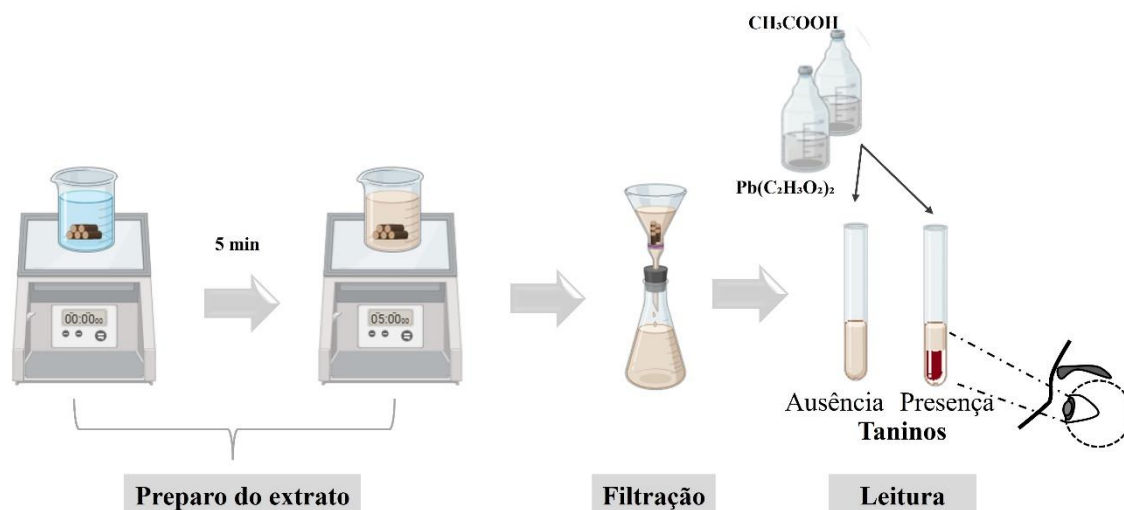 CH₃COOH
Pb(C₂H₃O₂)₂
5 min
00:00₀₀
05:00₀₀
Ausência Presença
Taninos
Preparo do extrato
Filtração
Leitura